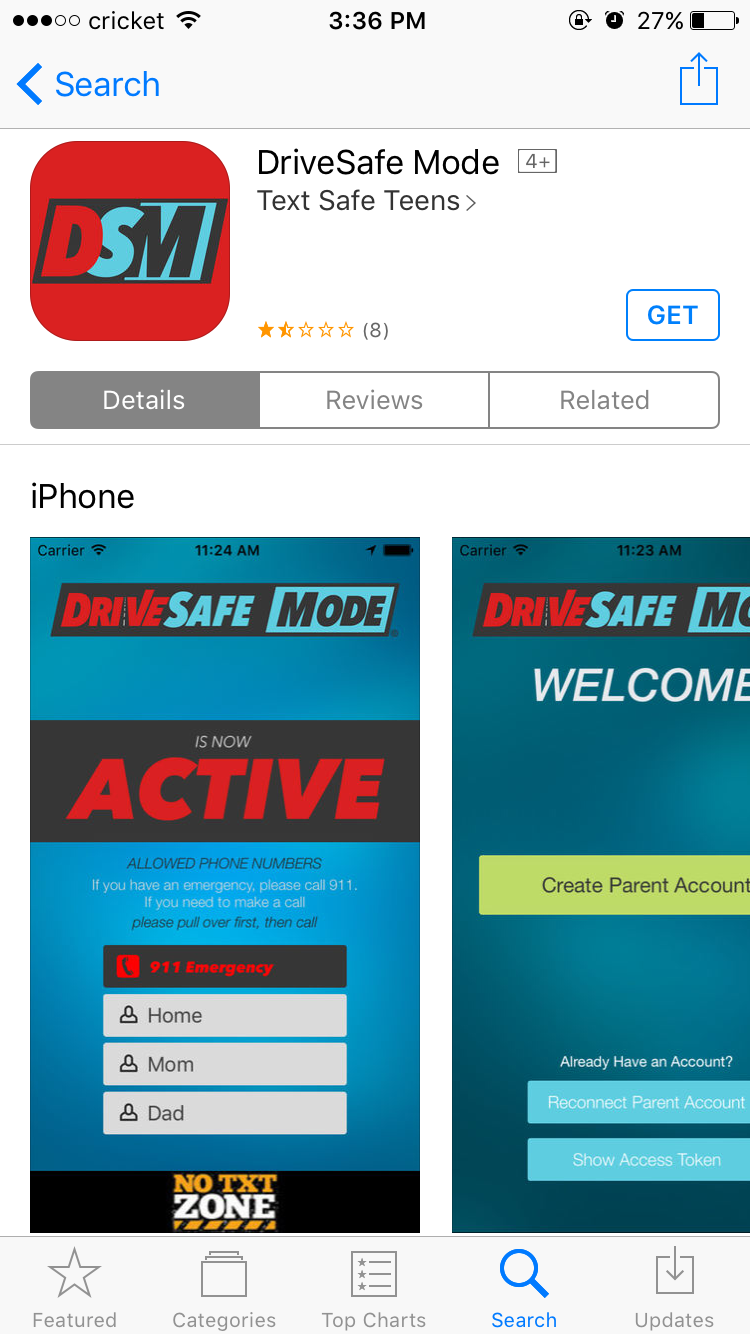 cricket 3:36 PM 27%
Search
DriveSafe Mode 4+
Text Safe Teens
DSM
(8)
GET
Details Reviews Related
iPhone
Carrier 11:24 AM
DRIVESAFE MODE
IS NOW
ACTIVE
ALLOWED PHONE NUMBERS
If you have an emergency, please call 911.
If you need to make a call
please pull over first, then call
911 Emergency
Home
Mom
Dad
NO TXT
ZONE
Carrier 11:23 AM
DRIVESAFE MO
WELCOME
Create Parent Account
Already Have an Account?
Reconnect Parent Account
Show Access Token
Featured Categories Top Charts Search Updates